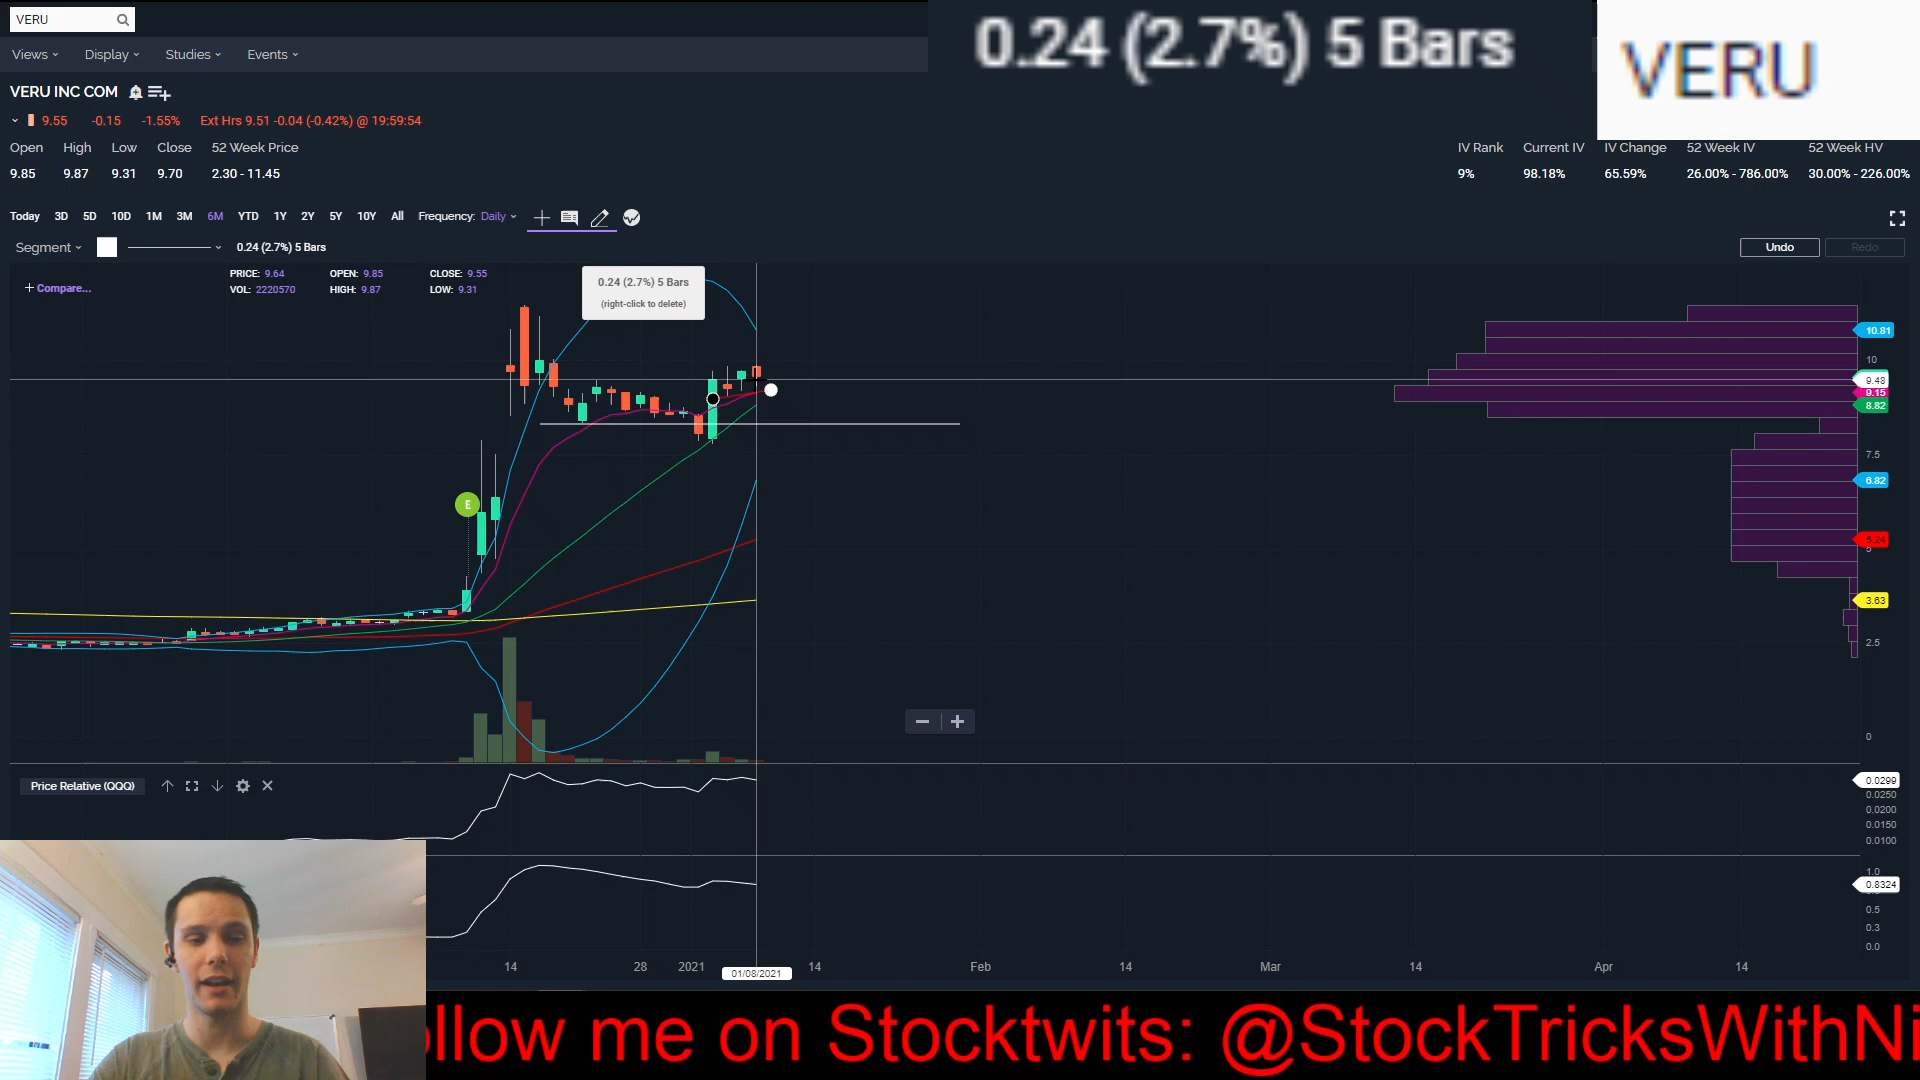 VERU
0.24 (2.7%) 5 Bars
VERU
Views Display Studies Events
VERU INC COM
9.55 -0.15 -1.55% Ext Hrs 9.51 -0.04 (-0.42%) @ 19:59:54
Open High Low Close 52 Week Price
9.85 9.87 9.31 9.70 2.30 - 11.45
IV Rank Current IV IV Change 52 Week IV 52 Week HV
9% 98.18% 65.59% 26.00% - 786.00% 30.00% - 226.00%
Today 3D 5D 10D 1M 3M 6M YTD 1Y 2Y 5Y 10Y All Frequency: Daily
Segment 0.24 (2.7%) 5 Bars
Undo Redo
+ Compare...
PRICE: 9.64 OPEN: 9.85 CLOSE: 9.55
VOL: 2220570 HIGH: 9.87 LOW: 9.31
0.24 (2.7%) 5 Bars
(right-click to delete)
E
10.81
10
9.48
9.15
8.82
7.5
6.82
5.24
5
3.63
2.5
0
Price Relative (QQQ)
0.0299
0.0250
0.0200
0.0150
0.0100
1.0
0.8324
0.5
0.3
0.0
14 28 2021 01/08/2021 14 Feb 14 Mar 14 Apr 14
ollow me on Stocktwits: @StockTricksWithNi